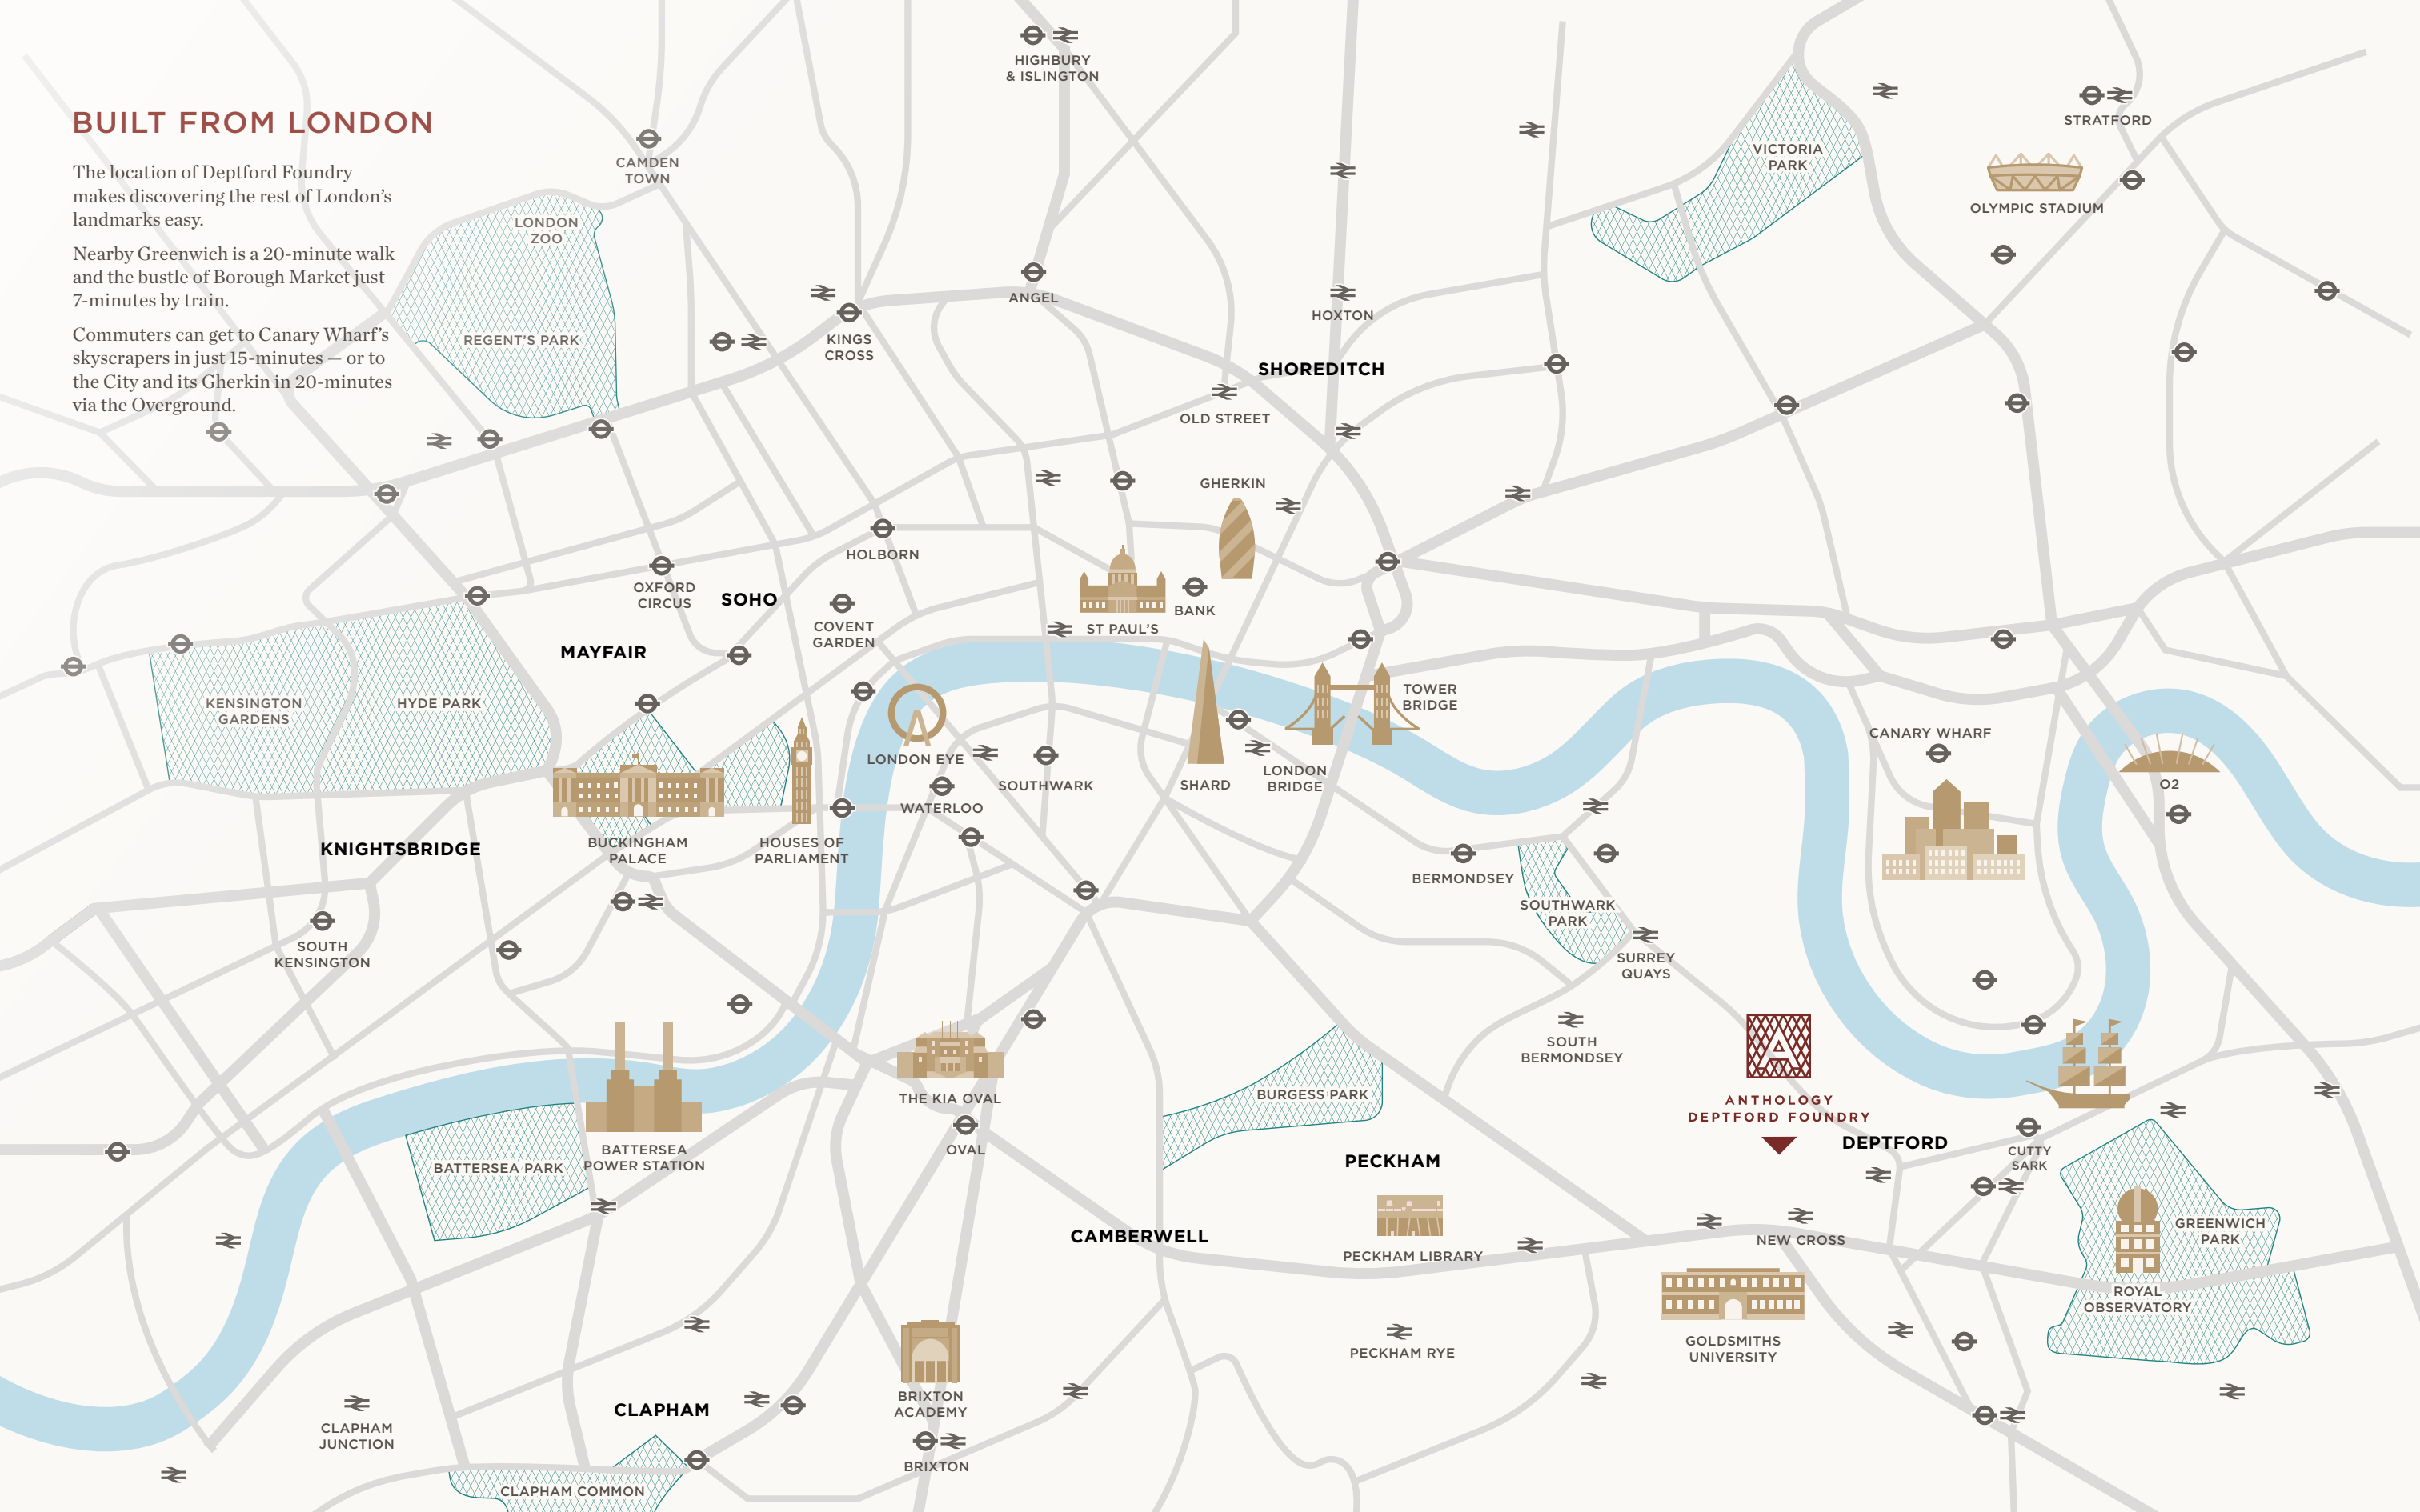 BUILT FROM LONDON
The location of Deptford Foundry
makes discovering the rest of London's
landmarks easy.
Nearby Greenwich is a 20-minute walk
and the bustle of Borough Market just
7-minutes by train.
Commuters can get to Canary Wharf's
skyscrapers in just 15-minutes — or to
the City and its Gherkin in 20-minutes
via the Overground.
HIGHBURY
& ISLINGTON
STRATFORD
CAMDEN
TOWN
VICTORIA
PARK
OLYMPIC STADIUM
LONDON
ZOO
ANGEL
HOXTON
REGENT'S PARK
KINGS
CROSS
SHOREDITCH
OLD STREET
GHERKIN
HOLBORN
OXFORD
CIRCUS
SOHO
BANK
COVENT
GARDEN
ST PAUL'S
MAYFAIR
KENSINGTON
GARDENS
HYDE PARK
TOWER
BRIDGE
CANARY WHARF
LONDON EYE
SOUTHWARK
SHARD
LONDON
BRIDGE
O2
WATERLOO
KNIGHTSBRIDGE
BUCKINGHAM
PALACE
HOUSES OF
PARLIAMENT
BERMONDSEY
SOUTHWARK
PARK
SOUTH
KENSINGTON
SURREY
QUAYS
SOUTH
BERMONDSEY
A
ANTHOLOGY
DEPTFORD FOUNDRY
THE KIA OVAL
BURGESS PARK
DEPTFORD
OVAL
BATTERSEA
POWER STATION
BATTERSEA PARK
PECKHAM
CUTTY
SARK
CAMBERWELL
GREENWICH
PARK
NEW CROSS
PECKHAM LIBRARY
ROYAL
OBSERVATORY
GOLDSMITHS
UNIVERSITY
PECKHAM RYE
BRIXTON
ACADEMY
CLAPHAM
CLAPHAM
JUNCTION
BRIXTON
CLAPHAM COMMON